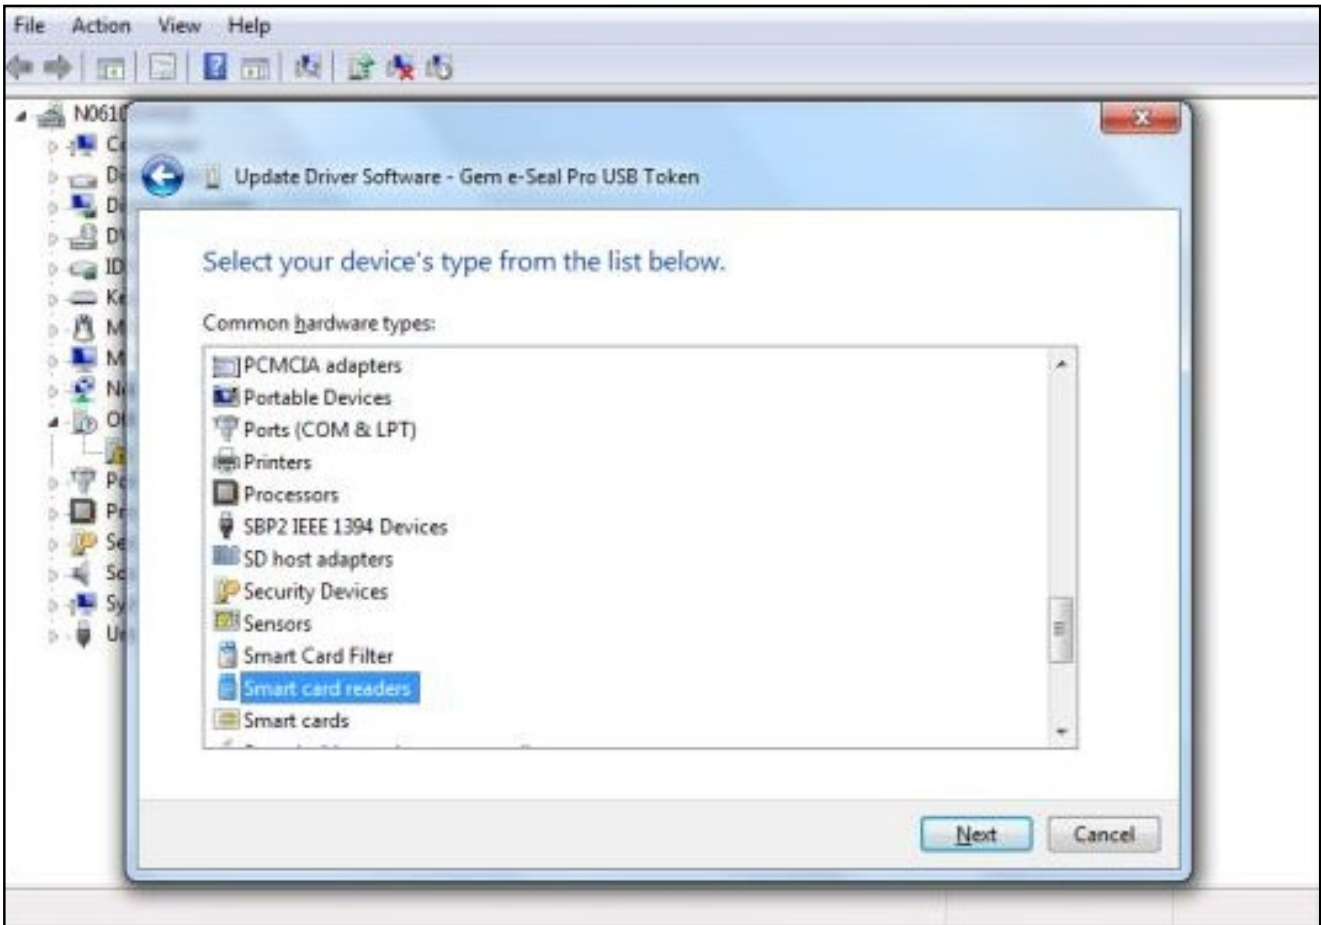 File Action View Help
N061
Update Driver Software - Gem e-Seal Pro USB Token
Select your device's type from the list below.
Common hardware types:
PCMCIA adapters
Portable Devices
Ports (COM & LPT)
Printers
Processors
SBP2 IEEE 1394 Devices
SD host adapters
Security Devices
Sensors
Smart Card Filter
Smart card readers
Smart cards
Next Cancel